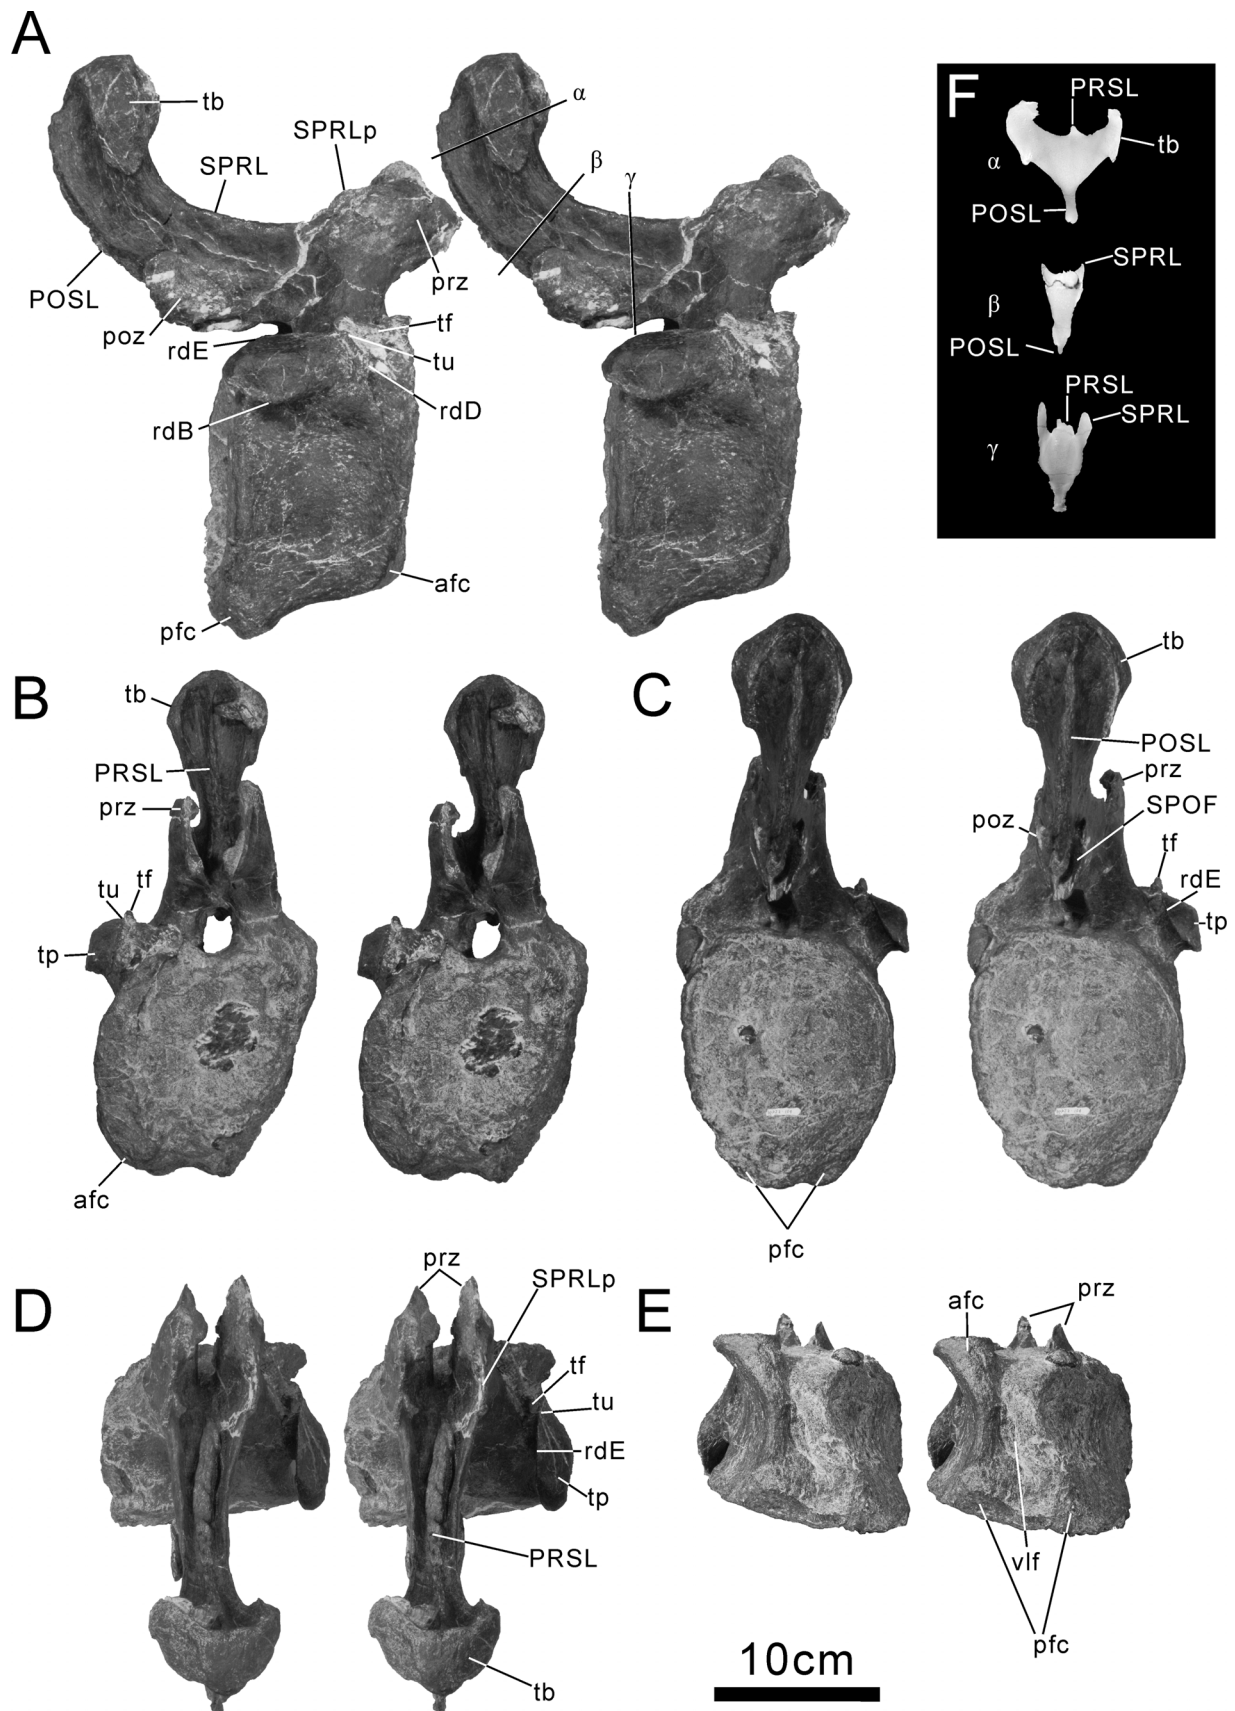 A
tb
SPRLp
SPRL
α
β
γ
POSL
poz
rdE
prz
tf
tu
rdD
rdB
afc
pfc
F
PRSL
α
tb
POSL
SPRL
β
POSL
PRSL
SPRL
γ
B
tb
PRSL
prz
tf
tu
tp
afc
C
tb
POSL
prz
SPOF
poz
tf
rdE
tp
pfc
D
prz
SPRLp
tf
tu
rdE
tp
PRSL
tb
E
afc
prz
vlf
pfc
10cm